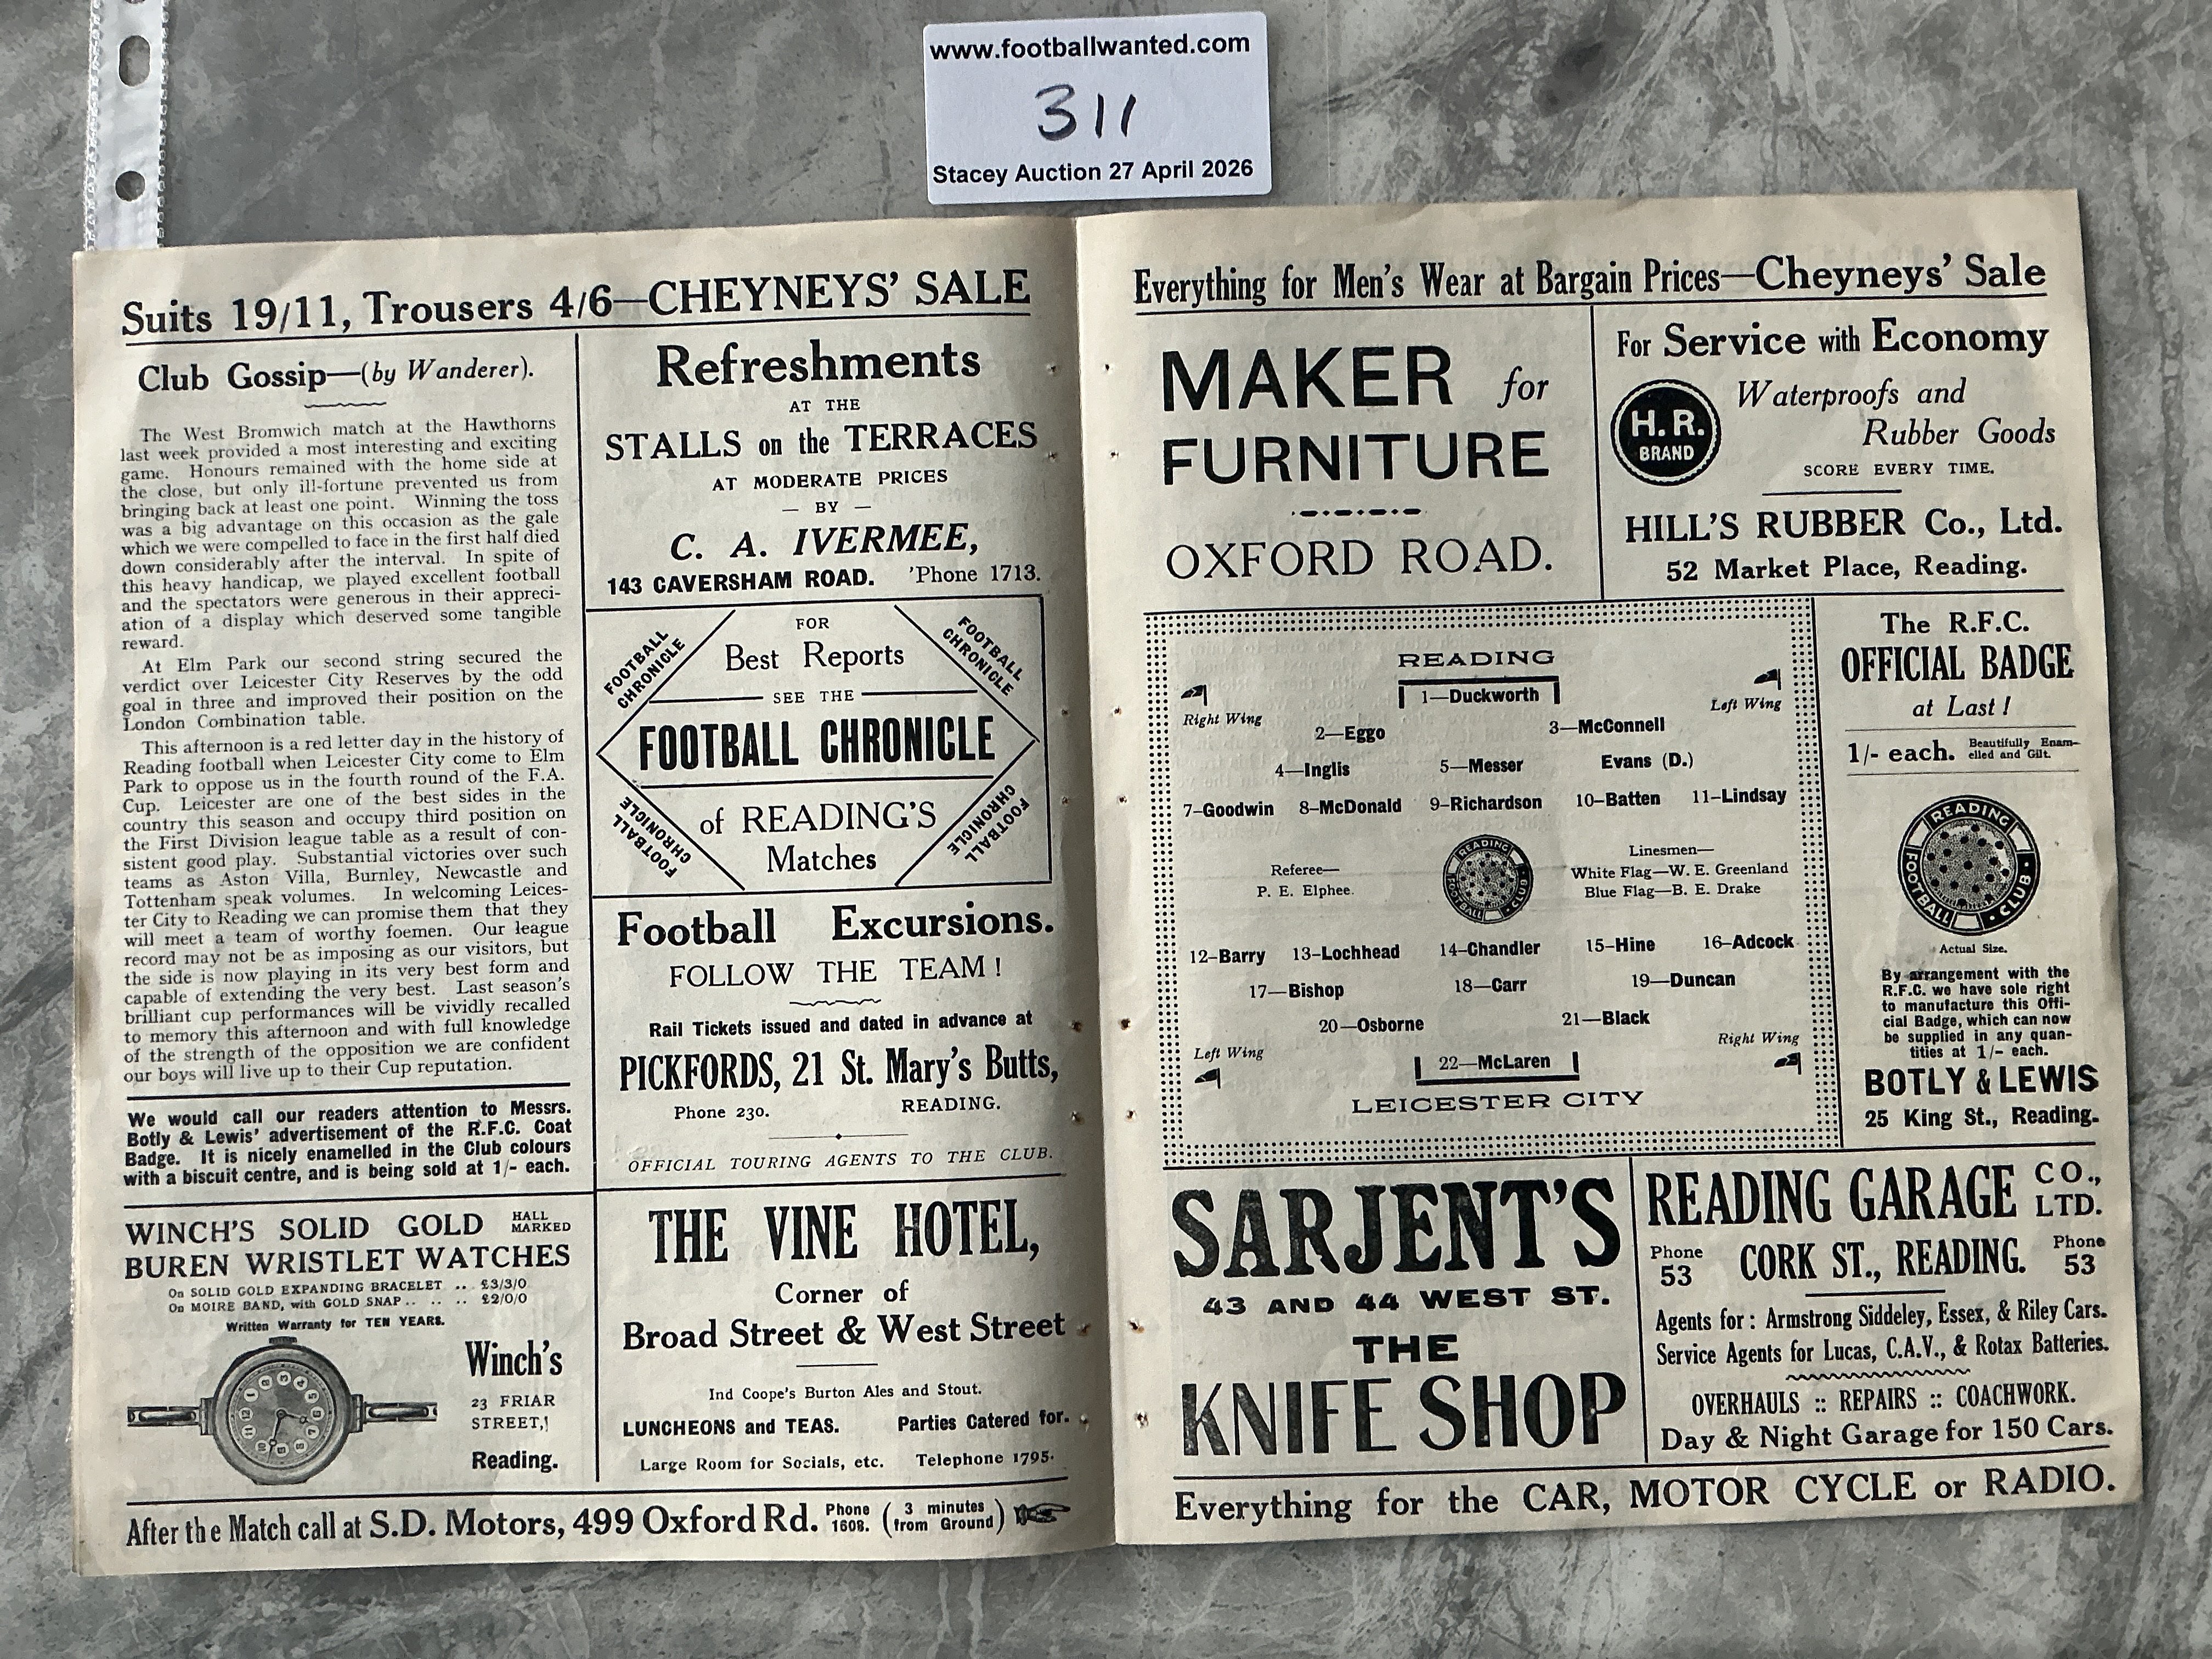 www.footballwanted.com
311
Stacey Auction 27 April 2026
Suits 19/11, Trousers 4/6—CHEYNEYS' SALE
Club Gossip—(by Wanderer).
The West Bromwich match at the Hawthorns
last week provided a most interesting and exciting
game. Honours remained with the home side at
the close, but only ill-fortune prevented us from
bringing back at least one point. Winning the toss
was a big advantage on this occasion as the gale
which we were compelled to face in the first half died
down considerably after the interval. In spite of
this heavy handicap, we played excellent football
and the spectators were generous in their appreci-
ation of a display which deserved some tangible
reward.
At Elm Park our second string secured the
verdict over Leicester City Reserves by the odd
goal in three and improved their position on the
London Combination table.
This afternoon is a red letter day in the history of
Reading football when Leicester City come to Elm
Park to oppose us in the fourth round of the F.A.
Cup. Leicester are one of the best sides in the
country this season and occupy third position on
the First Division league table as a result of con-
sistent good play. Substantial victories over such
teams as Aston Villa, Burnley, Newcastle and
Tottenham speak volumes. In welcoming Leices-
ter City to Reading we can promise them that they
will meet a team of worthy foemen. Our league
record may not be as imposing as our visitors, but
the side is now playing in its very best form and
capable of extending the very best. Last season's
brilliant cup performances will be vividly recalled
to memory this afternoon and with full knowledge
of the strength of the opposition we are confident
our boys will live up to their Cup reputation.
We would call our readers attention to Messrs.
Botly & Lewis' advertisement of the R.F.C. Coat
Badge. It is nicely enamelled in the Club colours
with a biscuit centre, and is being sold at 1/- each.
WINCH'S SOLID GOLD HALL MARKED
BUREN WRISTLET WATCHES
On SOLID GOLD EXPANDING BRACELET .. £3/3/0
On MOIRE BAND, with GOLD SNAP .. .. .. £2/0/0
Written Warranty for TEN YEARS.
Winch's
23 FRIAR
STREET,
Reading.
Refreshments
AT THE
STALLS on the TERRACES
AT MODERATE PRICES
— BY —
C. A. IVERMEE,
143 CAVERSHAM ROAD. 'Phone 1713.
FOOTBALL CHRONICLE
FOOTBALL CHRONICLE
FOR
Best Reports
SEE THE
FOOTBALL CHRONICLE
of READING'S
Matches
FOOTBALL CHRONICLE
FOOTBALL CHRONICLE
Football Excursions.
FOLLOW THE TEAM!
Rail Tickets issued and dated in advance at
PICKFORDS, 21 St. Mary's Butts,
Phone 230. READING.
OFFICIAL TOURING AGENTS TO THE CLUB.
THE VINE HOTEL,
Corner of
Broad Street & West Street
Ind Coope's Burton Ales and Stout.
LUNCHEONS and TEAS. Parties Catered for.
Large Room for Socials, etc. Telephone 1795.
After the Match call at S.D. Motors, 499 Oxford Rd. Phone 1608. (3 minutes from Ground)
Everything for Men's Wear at Bargain Prices—Cheyneys' Sale
MAKER for
FURNITURE
OXFORD ROAD.
For Service with Economy
H.R.
BRAND
Waterproofs and
Rubber Goods
SCORE EVERY TIME.
HILL'S RUBBER Co., Ltd.
52 Market Place, Reading.
READING
1—Duckworth
Right Wing
Left Wing
2—Eggo 3—McConnell
4—Inglis 5—Messer Evans (D.)
7–Goodwin 8–McDonald 9–Richardson 10–Batten 11–Lindsay
Referee—
P. E. Elphee.
READING FOOTBALL CLUB
Linesmen—
White Flag—W. E. Greenland
Blue Flag—B. E. Drake
12–Barry 13–Lochhead 14–Chandler 15–Hine 16–Adcock
17—Bishop 18—Carr 19—Duncan
20—Osborne 21—Black
Left Wing
Right Wing
22—McLaren
LEICESTER CITY
The R.F.C.
OFFICIAL BADGE
at Last!
1/- each. Beautifully Enam-
elled and Gilt.
READING FOOTBALL CLUB
Actual Size.
By arrangement with the
R.F.C. we have sole right
to manufacture this Offi-
cial Badge, which can now
be supplied in any quan-
tities at 1/- each.
BOTLY & LEWIS
25 King St., Reading.
SARJENT'S
43 AND 44 WEST ST.
THE
KNIFE SHOP
READING GARAGE CO., LTD.
Phone 53 CORK ST., READING. Phone 53
Agents for: Armstrong Siddeley, Essex, & Riley Cars.
Service Agents for Lucas, C.A.V., & Rotax Batteries.
OVERHAULS :: REPAIRS :: COACHWORK.
Day & Night Garage for 150 Cars.
Everything for the CAR, MOTOR CYCLE or RADIO.